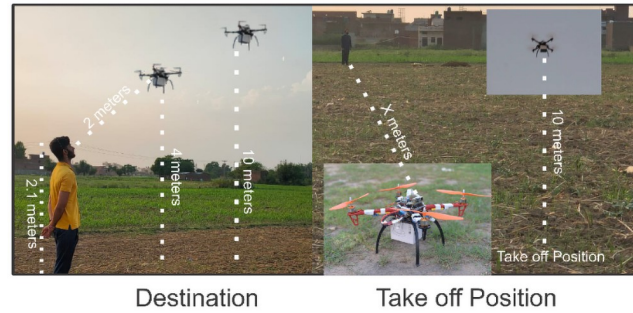 2 meters
2.1 meters
4 meters
10 meters
X meters
10 meters
Take off Position
Destination
Take off Position